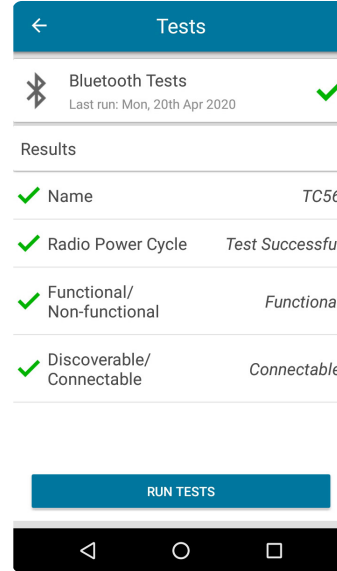 Tests
Bluetooth Tests
Last run: Mon, 20th Apr 2020
Results
Name TC56
Radio Power Cycle Test Successfu
Functional/
Non-functional Functiona
Discoverable/
Connectable Connectable
RUN TESTS